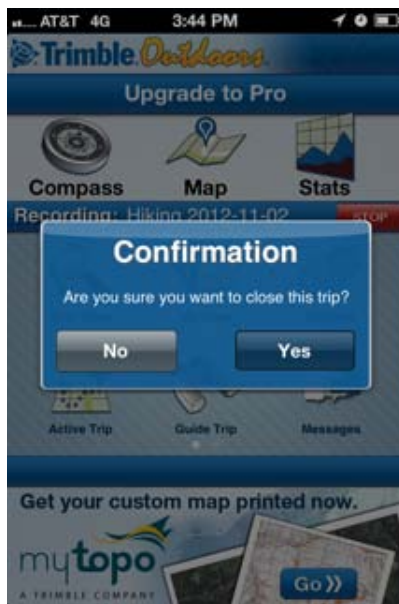 AT&T 4G 3:44 PM
Trimble.Outdoors
Upgrade to Pro
Compass Map Stats
Recording: Hiking 2012-11-02 STOP
Confirmation
Are you sure you want to close this trip?
No Yes
Active Trip Guide Trip Messages
Get your custom map printed now.
mytopo
A TRIMBLE COMPANY
Go